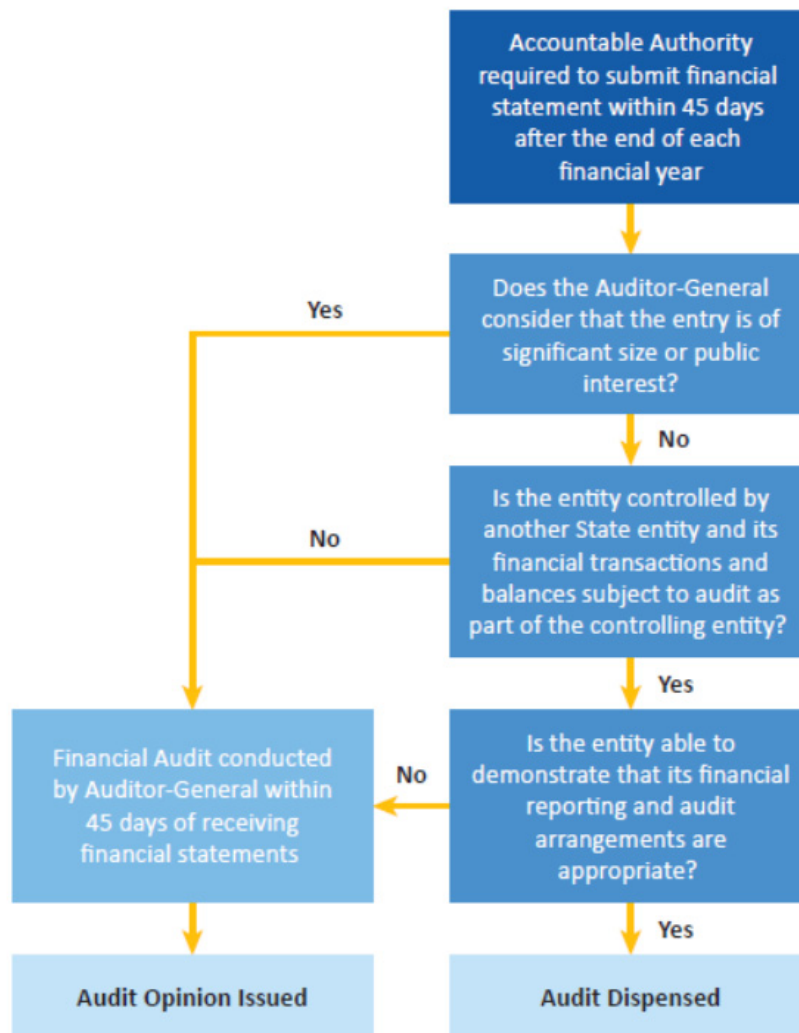 Accountable Authority
required to submit financial
statement within 45 days
after the end of each
financial year
Does the Auditor-General
consider that the entry is of
significant size or public
interest?
Yes
No
Is the entity controlled by
another State entity and its
financial transactions and
balances subject to audit as
part of the controlling entity?
No
Yes
Is the entity able to
demonstrate that its financial
reporting and audit
arrangements are
appropriate?
No
Yes
Financial Audit conducted
by Auditor-General within
45 days of receiving
financial statements
Audit Opinion Issued
Audit Dispensed